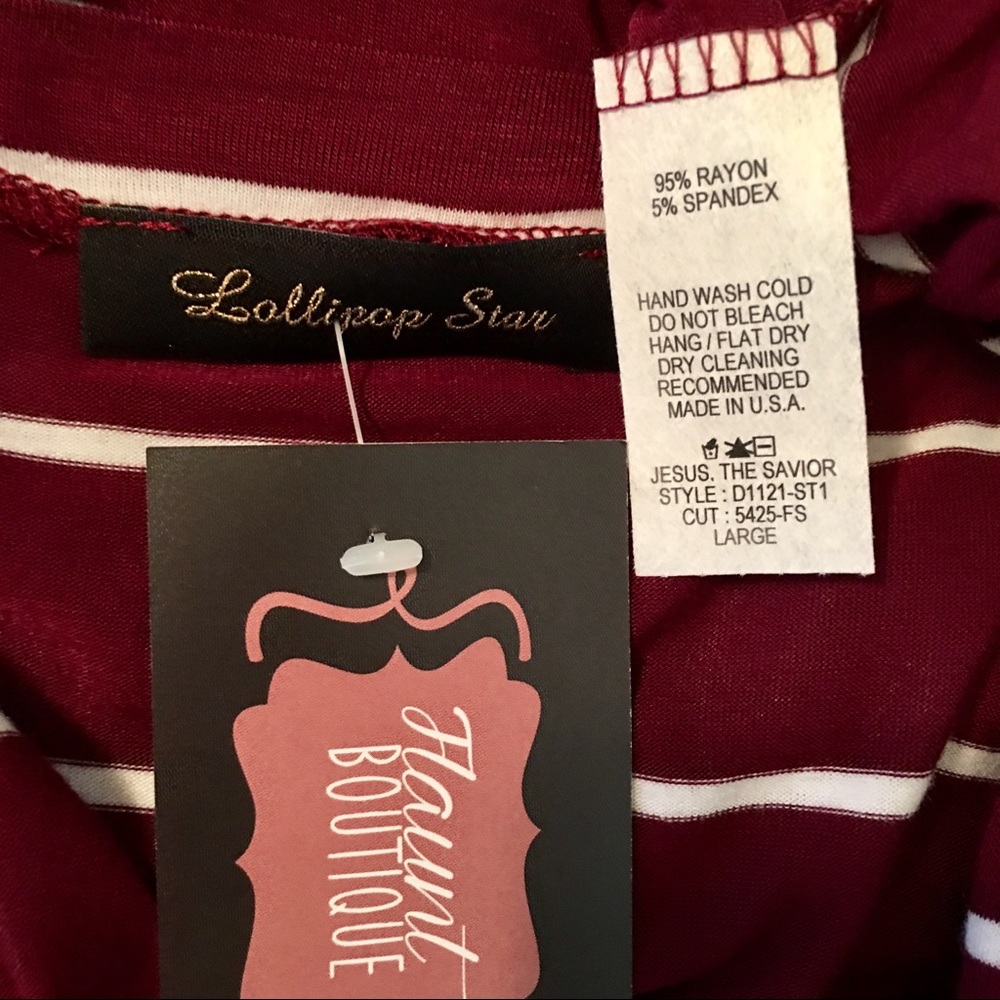 Lollipop Star
95% RAYON
5% SPANDEX
HAND WASH COLD
DO NOT BLEACH
HANG / FLAT DRY
DRY CLEANING
RECOMMENDED
MADE IN U.S.A.
JESUS, THE SAVIOR
STYLE : D1121-ST1
CUT : 5425-FS
LARGE
Haunt
BOUTIQUE